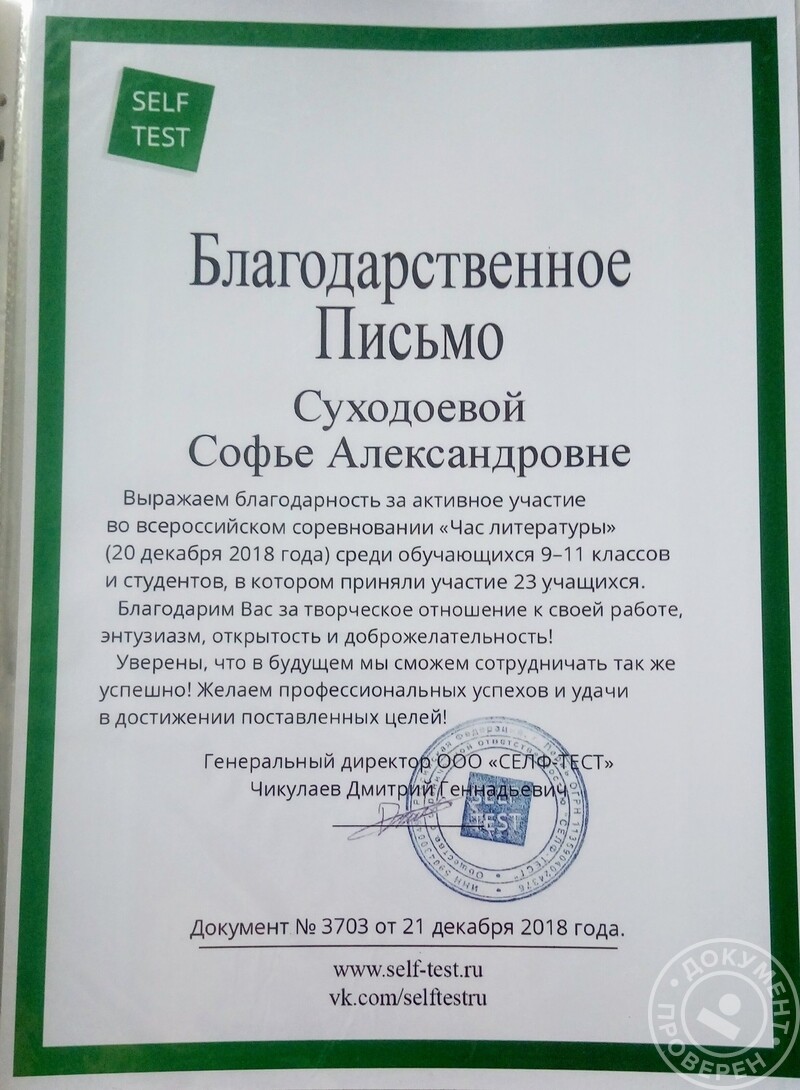 SELF
TEST
Благодарственное
Письмо
Суходоевой
Софье Александровне
Выражаем благодарность за активное участие
во всероссийском соревновании «Час литературы»
(20 декабря 2018 года) среди обучающихся 9–11 классов
и студентов, в котором приняли участие 23 учащихся.
Благодарим Вас за творческое отношение к своей работе,
энтузиазм, открытость и доброжелательность!
Уверены, что в будущем мы сможем сотрудничать так же
успешно! Желаем профессиональных успехов и удачи
в достижении поставленных целей!
Генеральный директор ООО «СЕЛФ-ТЕСТ»
Чикулаев Дмитрий Геннадьевич
SELF
TEST
Документ № 3703 от 21 декабря 2018 года.
www.self-test.ru
vk.com/selftestru
ДОКУМЕНТ
ПРОВЕРЕН